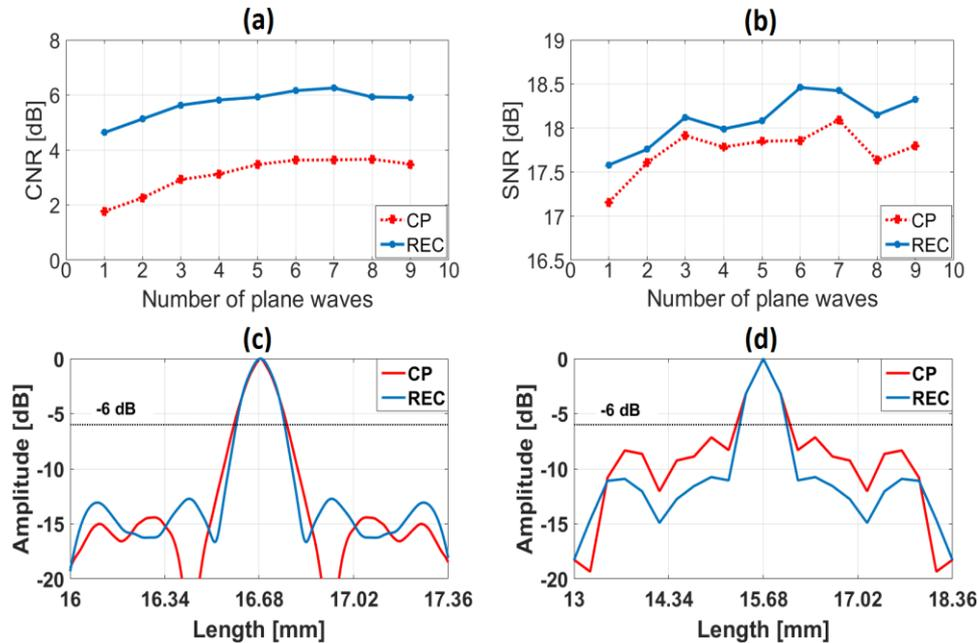 (a)
8
6
4
2
0
CNR [dB]
CP
REC
0 1 2 3 4 5 6 7 8 9 10
Number of plane waves
(b)
19
18.5
18
17.5
17
16.5
SNR [dB]
CP
REC
0 1 2 3 4 5 6 7 8 9 10
Number of plane waves
(c)
0
-5
-10
-15
-20
Amplitude [dB]
-6 dB
CP
REC
16 16.34 16.68 17.02 17.36
Length [mm]
(d)
0
-5
-10
-15
-20
Amplitude [dB]
-6 dB
CP
REC
13 14.34 15.68 17.02 18.36
Length [mm]